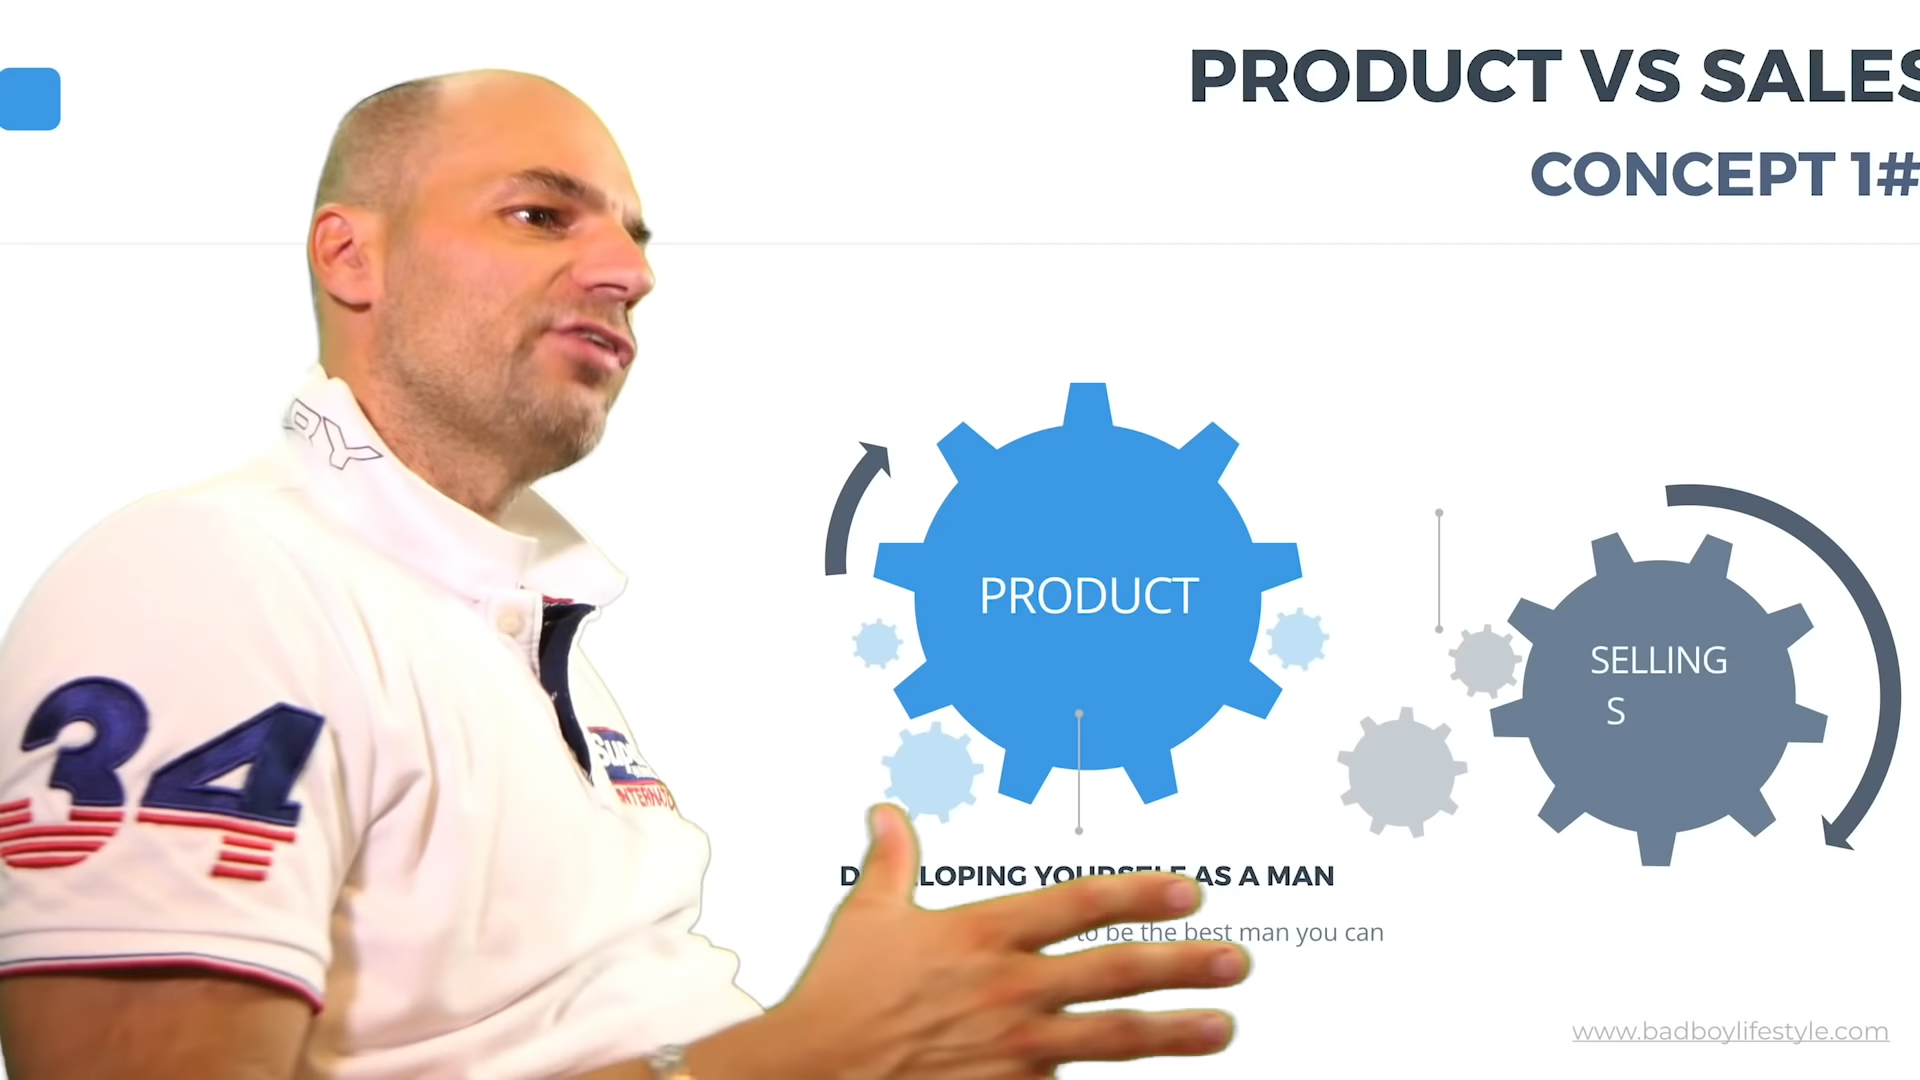 PRODUCT VS SALES
CONCEPT 1#
PRODUCT
SELLING
S
AS A MAN
to be the best man you can
www.badboylifestyle.com
34